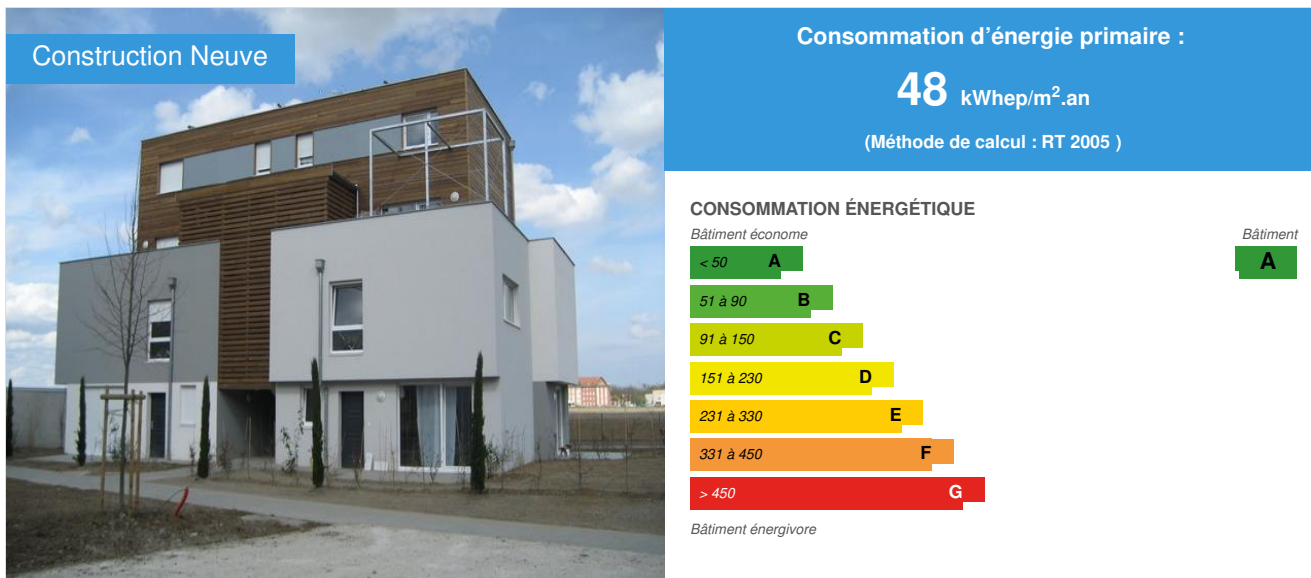 Construction Neuve
Consommation d'énergie primaire :
48 kWhep/m².an
(Méthode de calcul : RT 2005 )
CONSOMMATION ÉNERGÉTIQUE
Bâtiment économe
Bâtiment
< 50 A
A
51 à 90 B
91 à 150 C
151 à 230 D
231 à 330 E
331 à 450 F
> 450 G
Bâtiment énergivore